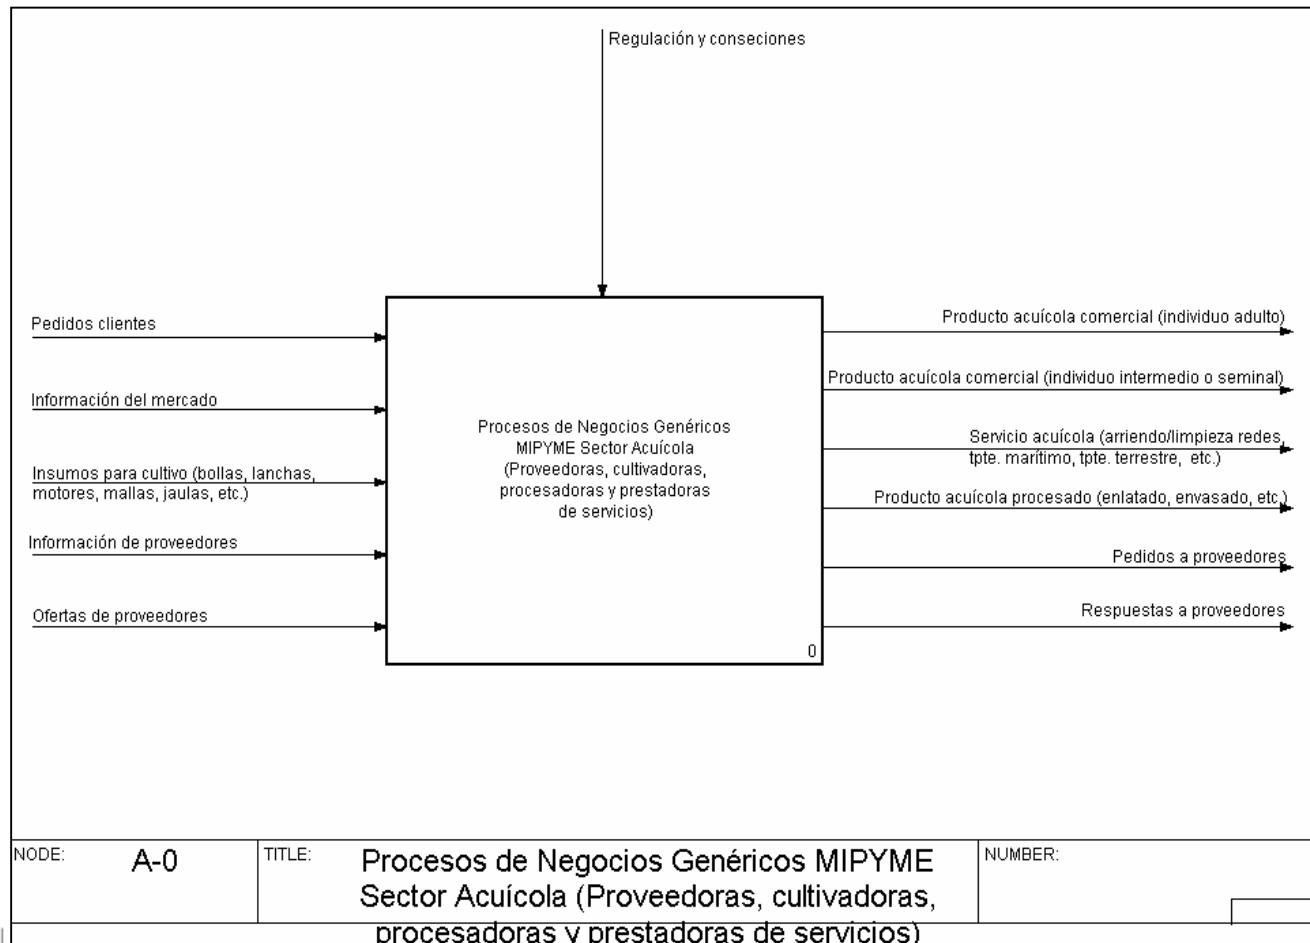 Regulación y conseciones
Pedidos clientes
Información del mercado
Insumos para cultivo (bollas, lanchas,
motores, mallas, jaulas, etc.)
Información de proveedores
Ofertas de proveedores
Procesos de Negocios Genéricos
MIPYME Sector Acuícola
(Proveedoras, cultivadoras,
procesadoras y prestadoras
de servicios)
0
Producto acuícola comercial (individuo adulto)
Producto acuícola comercial (individuo intermedio o seminal)
Servicio acuícola (arriendo/limpieza redes,
tpte. marítimo, tpte. terrestre, etc.)
Producto acuícola procesado (enlatado, envasado, etc.)
Pedidos a proveedores
Respuestas a proveedores
NODE:
A-0
TITLE:
Procesos de Negocios Genéricos MIPYME
Sector Acuícola (Proveedoras, cultivadoras,
procesadoras y prestadoras de servicios)
NUMBER: